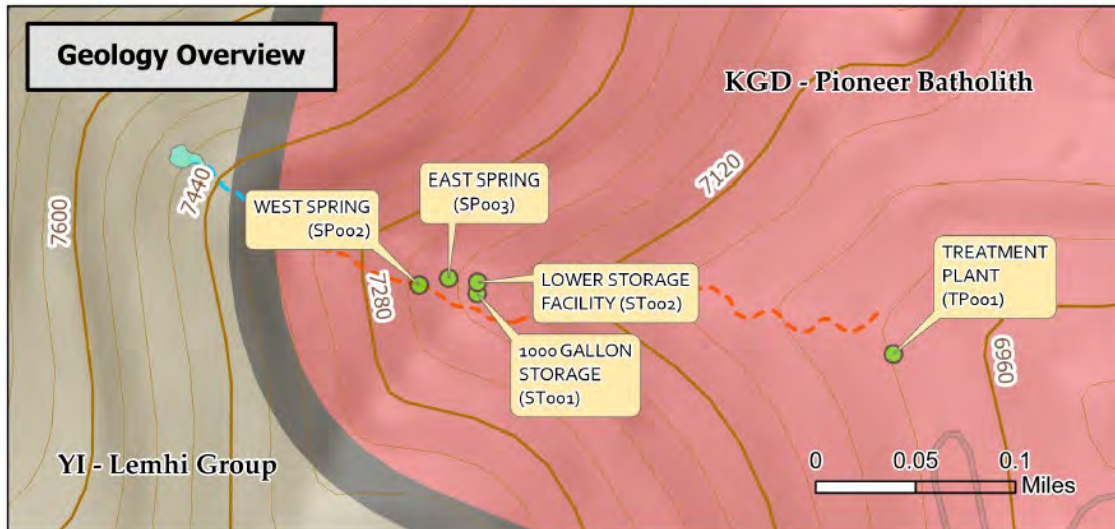 Geology Overview
KGD - Pioneer Batholith
7440
7600
WEST SPRING
(SP002)
EAST SPRING
(SP003)
7120
7280
LOWER STORAGE
FACILITY (ST002)
TREATMENT
PLANT
(TP001)
1000 GALLON
STORAGE
(ST001)
6960
YI - Lemhi Group
0 0.05 0.1
Miles